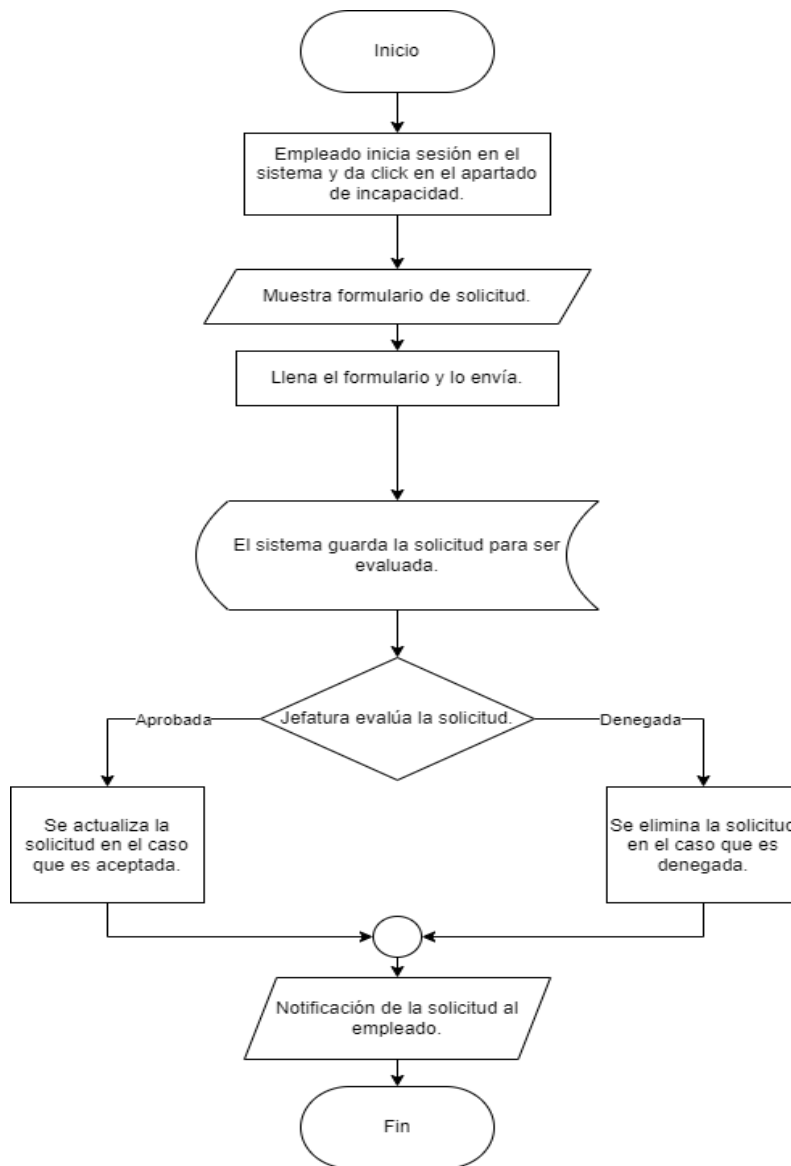 Inicio
Empleado inicia sesión en el
sistema y da click en el apartado
de incapacidad.
Muestra formulario de solicitud.
Llena el formulario y lo envía.
El sistema guarda la solicitud para ser
evaluada.
Jefatura evalúa la solicitud.
Aprobada
Denegada
Se actualiza la
solicitud en el caso
que es aceptada.
Se elimina la solicitud
en el caso que es
denegada.
Notificación de la solicitud al
empleado.
Fin